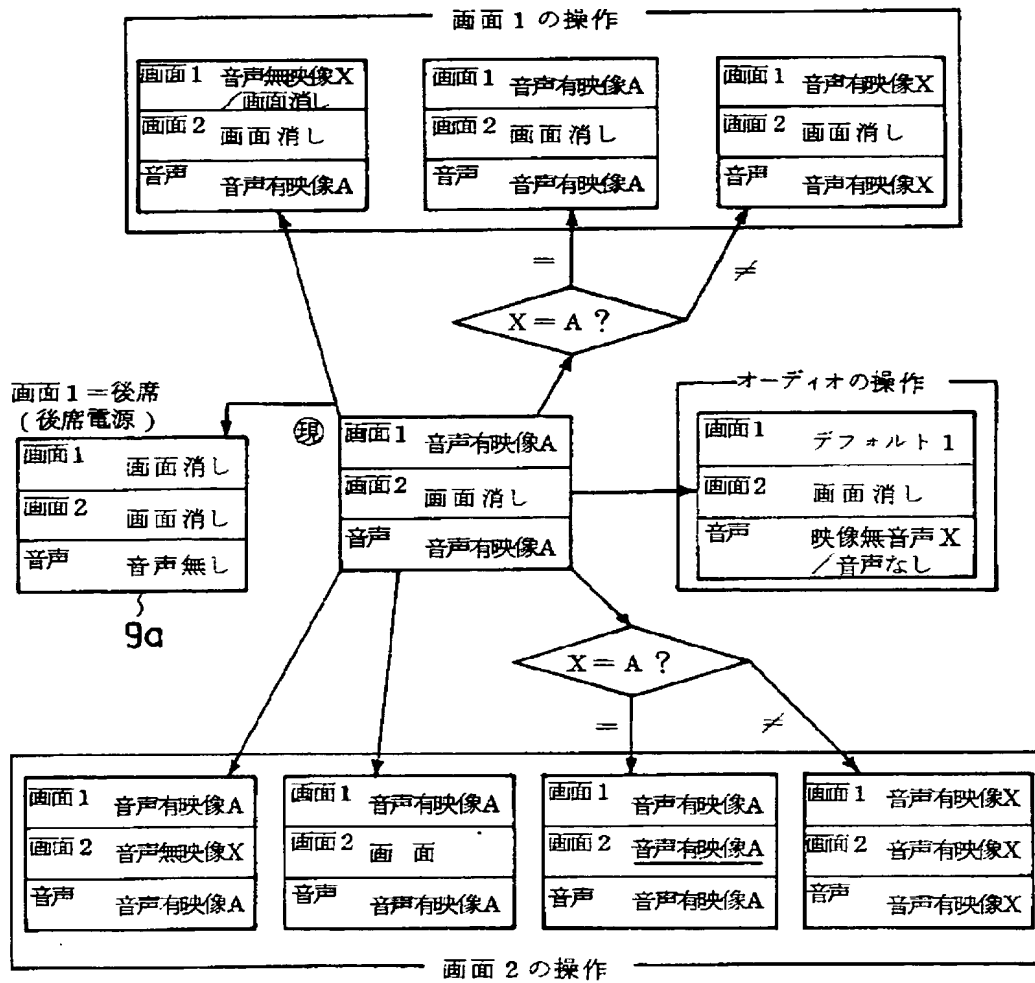 画面1の操作
画面1 音声無映像X
/画面消し
画面2 画面消し
音声 音声有映像A
画面1 音声有映像A
画面2 画面消し
音声 音声有映像A
画面1 音声有映像X
画面2 画面消し
音声 音声有映像X
= ≠
X=A?
画面1=後席
(後席電源)
画面1 画面消し
画面2 画面消し
音声 音声無し
9a
現
画面1 音声有映像A
画面2 画面消し
音声 音声有映像A
オーディオの操作
画面1 デフォルト1
画面2 画面消し
音声 映像無音声X
/音声なし
X=A?
= ≠
画面1 音声有映像A
画面2 音声無映像X
音声 音声有映像A
画面1 音声有映像A
画面2 画 面
音声 音声有映像A
画面1 音声有映像A
画面2 音声有映像A
音声 音声有映像A
画面1 音声有映像X
画面2 音声有映像X
音声 音声有映像X
画面2の操作